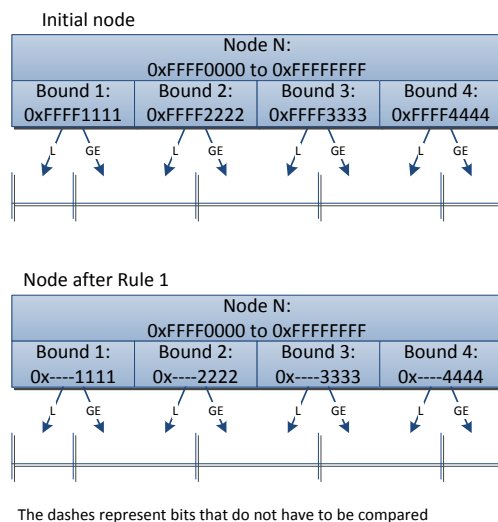 Initial node
Node N:
0xFFFF0000 to 0xFFFFFFFF
Bound 1: Bound 2: Bound 3: Bound 4:
0xFFFF1111 0xFFFF2222 0xFFFF3333 0xFFFF4444
L GE L GE L GE L GE
Node after Rule 1
Node N:
0xFFFF0000 to 0xFFFFFFFF
Bound 1: Bound 2: Bound 3: Bound 4:
0x----1111 0x----2222 0x----3333 0x----4444
L GE L GE L GE L GE
The dashes represent bits that do not have to be compared